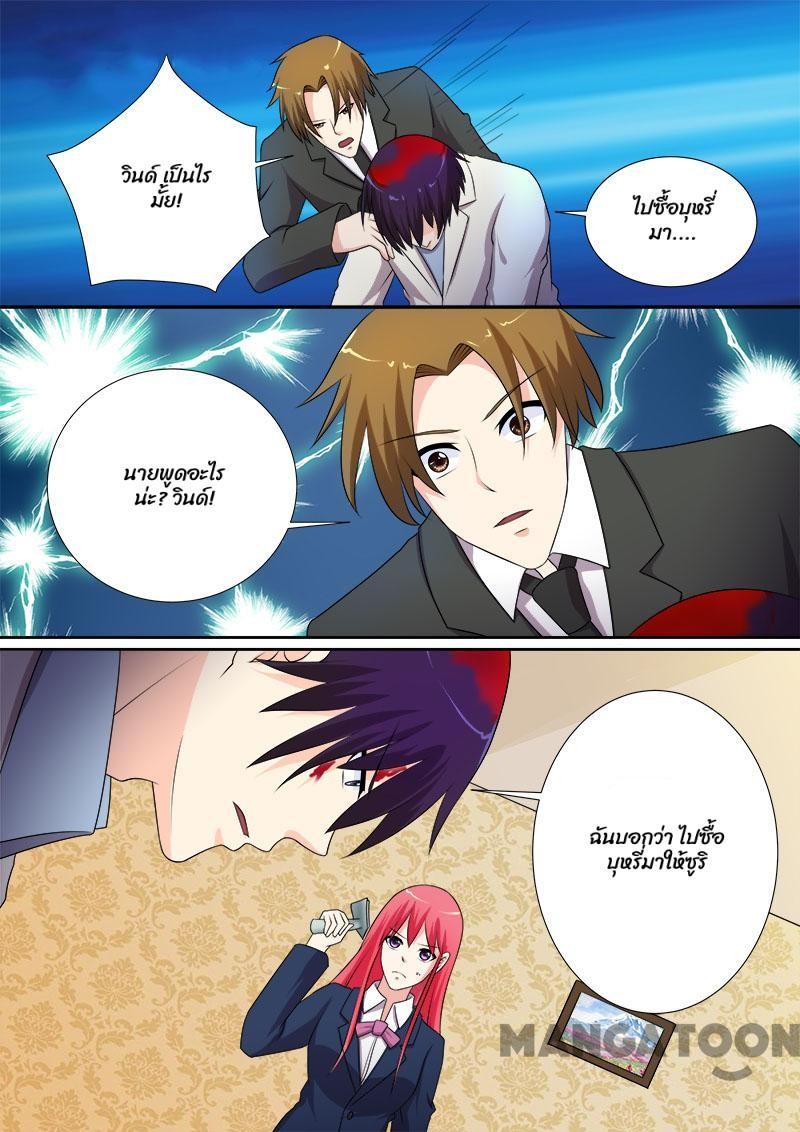 วินด์ เป็นไร
มั้ย!
ไปซื้อบุหรี่
มา....
นายพูดอะไร
น่ะ? วินด์!
ฉันบอกว่า ไปซื้อ
บุหรี่มาให้ซูริ
MANGATOON